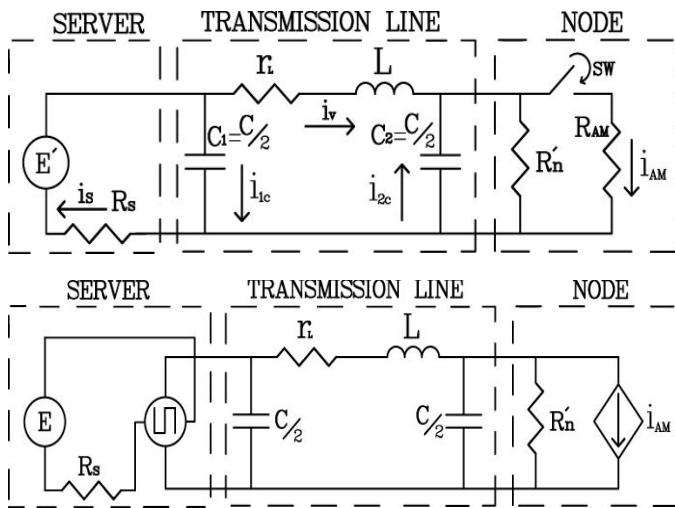 SERVER TRANSMISSION LINE NODE
rL L SW
C1=C/2 iv C2=C/2 RAM
E′ R′n
is Rs i1c i2c iAM
SERVER TRANSMISSION LINE NODE
rL L
E C/2 C/2 R′n iAM
Rs